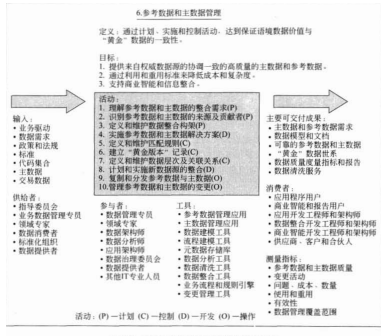 6.参考数据和主数据管理
定义：通过计划、实施和控制活动，达到保证语境数据价值与
“黄金”数据的一致性。
目标：
1. 提供来自权威数据源的协调一致的高质量的主数据和参考数据。
2. 通过利用和重用标准来降低成本和复杂度。
3. 支持商业智能和信息整合。
输入：
• 业务驱动
• 数据需求
• 政策和法规
• 标准
• 代码集合
• 主数据
• 交易数据
活动：
1. 理解参考数据和主数据的整合需求(P)
2. 识别参考数据和主数据的来源及贡献者(P)
3. 定义和维护数据整合架构(P)
4. 实施参考数据和主数据解决方案(D)
5. 定义和维护匹配规则(C)
6. 建立“黄金版本”记录(C)
7. 定义和维护数据层次及关联关系(C)
8. 计划和实施新数据源的整合(D)
9. 复制和分发参考数据与主数据(O)
10.管理参考数据和主数据的变更(O)
主要可交付成果：
• 主数据和参考数据需求
• 数据模型和文档
• 可靠的参考数据和主数据
• “黄金”数据世系
• 数据质量度量和指标和报告
• 数据清洗服务
供给者：
• 指导委员会
• 业务数据管理专员
• 领域专家
• 数据消费者
• 标准化组织
• 数据提供者
参与者：
• 数据管理专员
• 领域专家
• 数据架构师
• 数据分析师
• 应用架构师
• 数据治理委员会
• 数据提供者
• 其他IT专业人员
工具：
• 参考数据管理应用
• 主数据管理应用
• 数据建模工具
• 流程建模工具
• 元数据存储库
• 数据分析工具
• 数据清洗工具
• 数据整合工具
• 业务流程和规则引擎
• 变更管理工具
消费者：
• 应用程序用户
• 商业智能和报告用户
• 应用开发工程师和架构师
• 数据整合开发工程师和架构师
• 商业智能开发工程师和架构师
• 供应商、客户和合伙人
测量指标：
• 参考数据和主数据质量
• 变更活动
• 问题、成本、数量
• 使用和重用
• 有效性
• 数据管理覆盖范围
活动：(P) —计划 (C) —控制 (D) —开发 (O) —操作